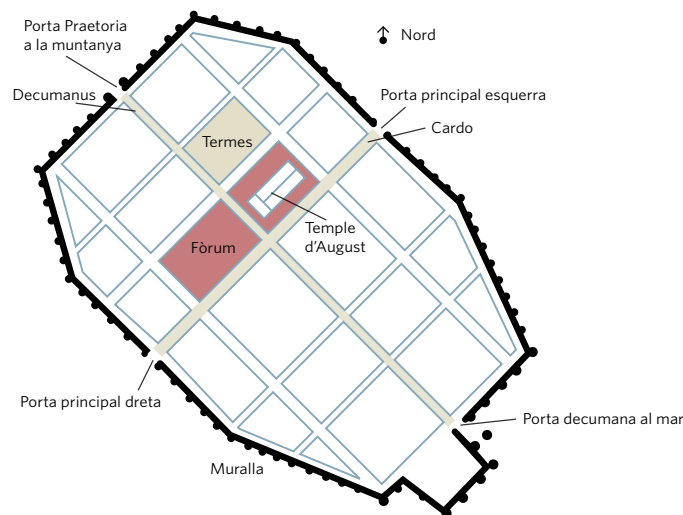 Porta Praetoria
a la muntanya
Nord
Decumanus
Porta principal esquerra
Cardo
Termes
Temple
d'August
Fòrum
Porta principal dreta
Porta decumana al mar
Muralla